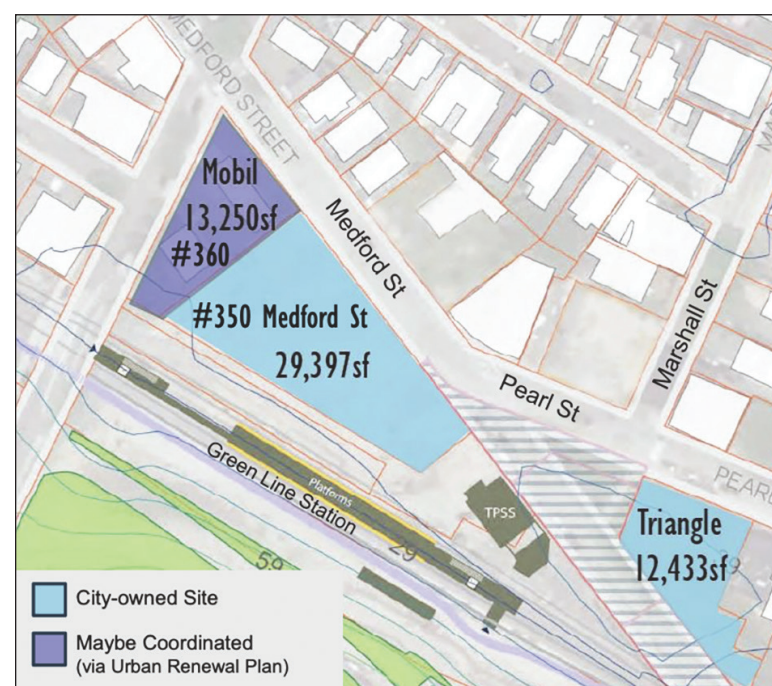 MEDFORD STREET
Mobil
13,250sf
#360
Medford St
#350 Medford St
29,397sf
Marshall St
Pearl St
PEARL
Platforms
Green Line Station
TPSS
Triangle
12,433sf
29
59
City-owned Site
Maybe Coordinated
(via Urban Renewal Plan)